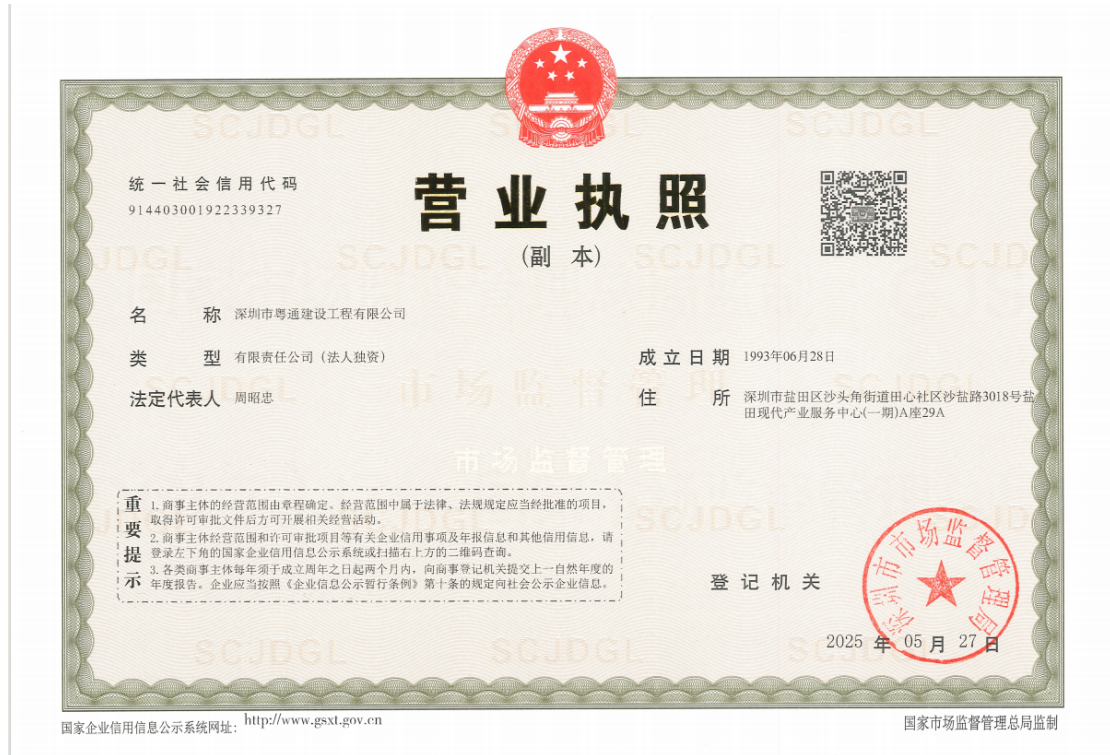 统一社会信用代码
914403001922339327
营业执照
(副 本)
名 称 深圳市粤通建设工程有限公司
类 型 有限责任公司（法人独资）
法定代表人 周昭忠
成立日期 1993年06月28日
住 所 深圳市盐田区沙头角街道田心社区沙盐路3018号盐
田现代产业服务中心(一期)A座29A
市场监督管理
市场监督管理
重要提示
1. 商事主体的经营范围由章程确定。经营范围中属于法律、法规规定应当经批准的项目，
取得许可审批文件后方可开展相关经营活动。
2. 商事主体经营范围和许可审批项目等有关企业信用事项及年报信息和其他信用信息，请
登录左下角的国家企业信用信息公示系统或扫描右上方的二维码查询。
3. 各类商事主体每年须于成立周年之日起两个月内，向商事登记机关提交上一自然年度的
年度报告。企业应当按照《企业信息公示暂行条例》第十条的规定向社会公示企业信息。
登记机关
深圳市市场监督管理局
2025 年 05 月 27 日
国家企业信用信息公示系统网址：http://www.gsxt.gov.cn
国家市场监督管理总局监制
SCJDGL